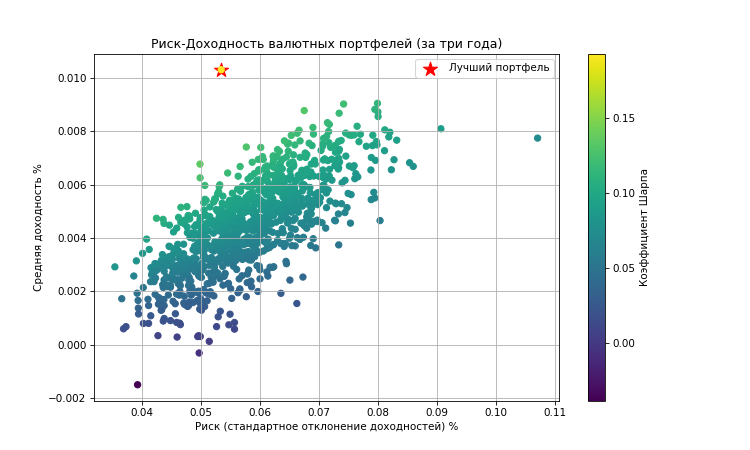 Риск-Доходность валютных портфелей (за три года)
Лучший портфель
Средняя доходность %
0.010
0.008
0.006
0.004
0.002
0.000
−0.002
0.04 0.05 0.06 0.07 0.08 0.09 0.10 0.11
Риск (стандартное отклонение доходностей) %
0.15
0.10
0.05
0.00
Коэффициент Шарпа